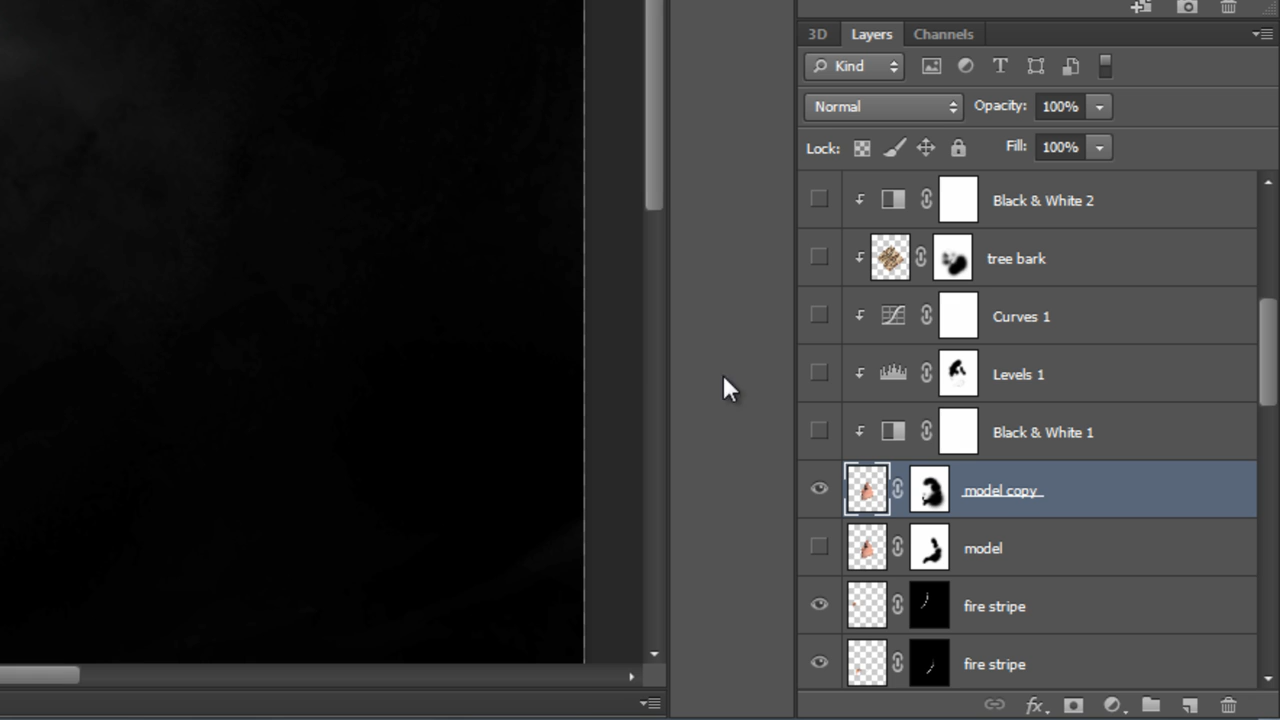 3D Layers Channels
Kind
Normal Opacity: 100%
Lock: Fill: 100%
Black & White 2
tree bark
Curves 1
Levels 1
Black & White 1
model copy
model
fire stripe
fire stripe
fx